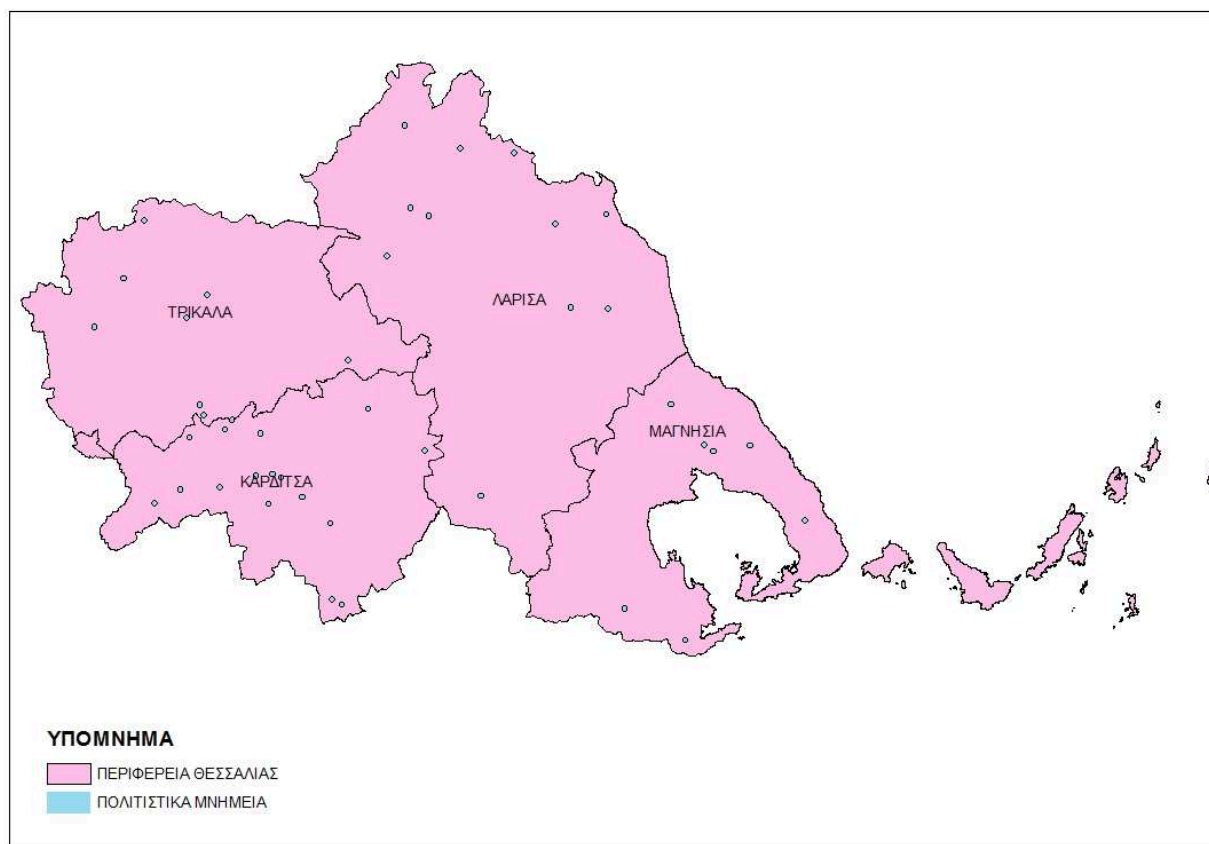 ΛΑΡΙΣΑ
ΤΡΙΚΑΛΑ
ΜΑΓΝΗΣΙΑ
ΚΑΡΔΙΤΣΑ
ΥΠΟΜΝΗΜΑ
ΠΕΡΙΦΕΡΕΙΑ ΘΕΣΣΑΛΙΑΣ
ΠΟΛΙΤΙΣΤΙΚΑ ΜΝΗΜΕΙΑ